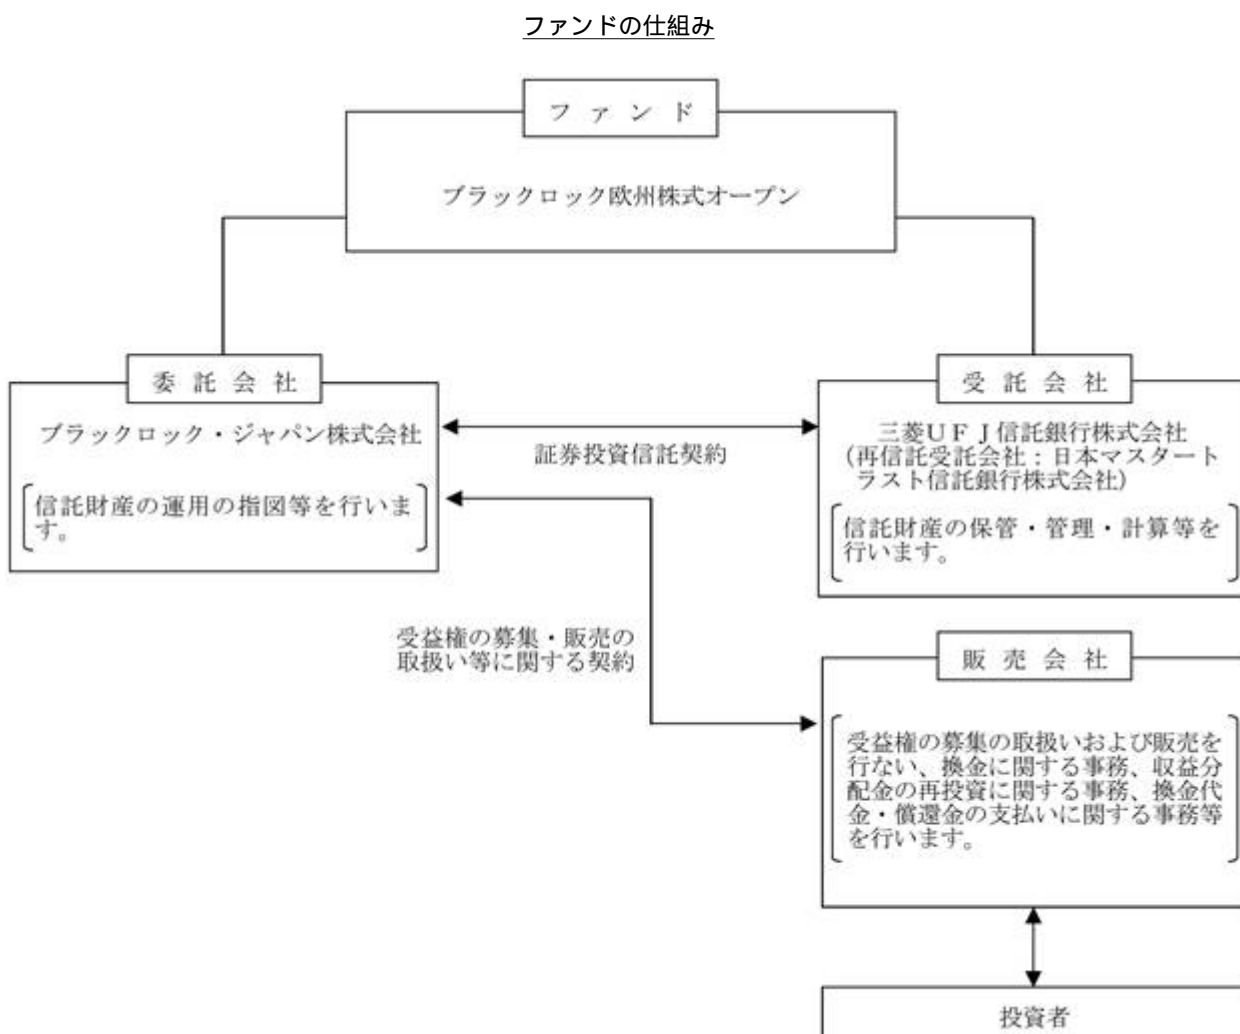 ファンドの仕組み
ファンド
ブラックロック欧州株式オープン
委託会社
ブラックロック・ジャパン株式会社
信託財産の運用の指図等を行いま
す。
証券投資信託契約
受託会社
三菱UFJ信託銀行株式会社
(再信託受託会社:日本マスタート
ラスト信託銀行株式会社)
信託財産の保管・管理・計算等を
行います。
受益権の募集・販売の
取扱い等に関する契約
販売会社
受益権の募集の取扱いおよび販売を
行ない、換金に関する事務、収益分
配金の再投資に関する事務、換金代
金・償還金の支払いに関する事務等
を行います。
投資者